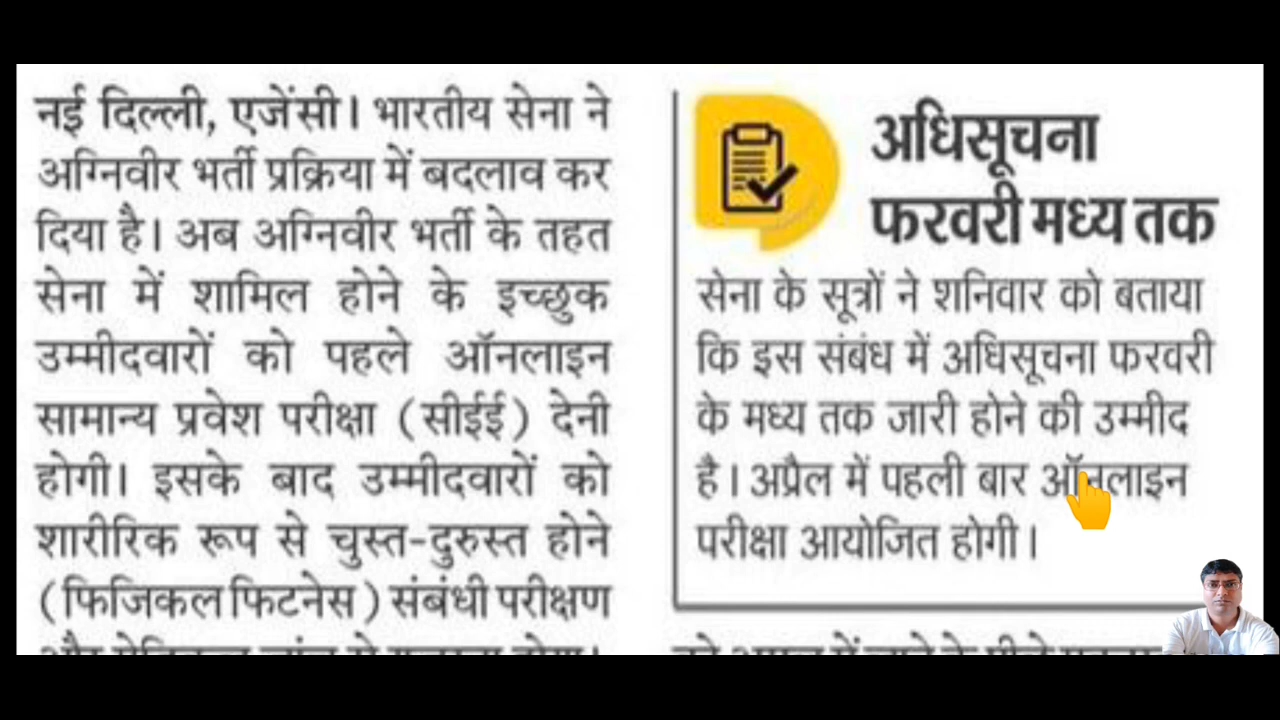 नई दिल्ली, एजेंसी। भारतीय सेना ने
अग्निवीर भर्ती प्रक्रिया में बदलाव कर
दिया है। अब अग्निवीर भर्ती के तहत
सेना में शामिल होने के इच्छुक
उम्मीदवारों को पहले ऑनलाइन
सामान्य प्रवेश परीक्षा (सीईई) देनी
होगी। इसके बाद उम्मीदवारों को
शारीरिक रूप से चुस्त-दुरुस्त होने
(फिजिकल फिटनेस) संबंधी परीक्षण
अधिसूचना
फरवरी मध्य तक
सेना के सूत्रों ने शनिवार को बताया
कि इस संबंध में अधिसूचना फरवरी
के मध्य तक जारी होने की उम्मीद
है। अप्रैल में पहली बार ऑनलाइन
परीक्षा आयोजित होगी।